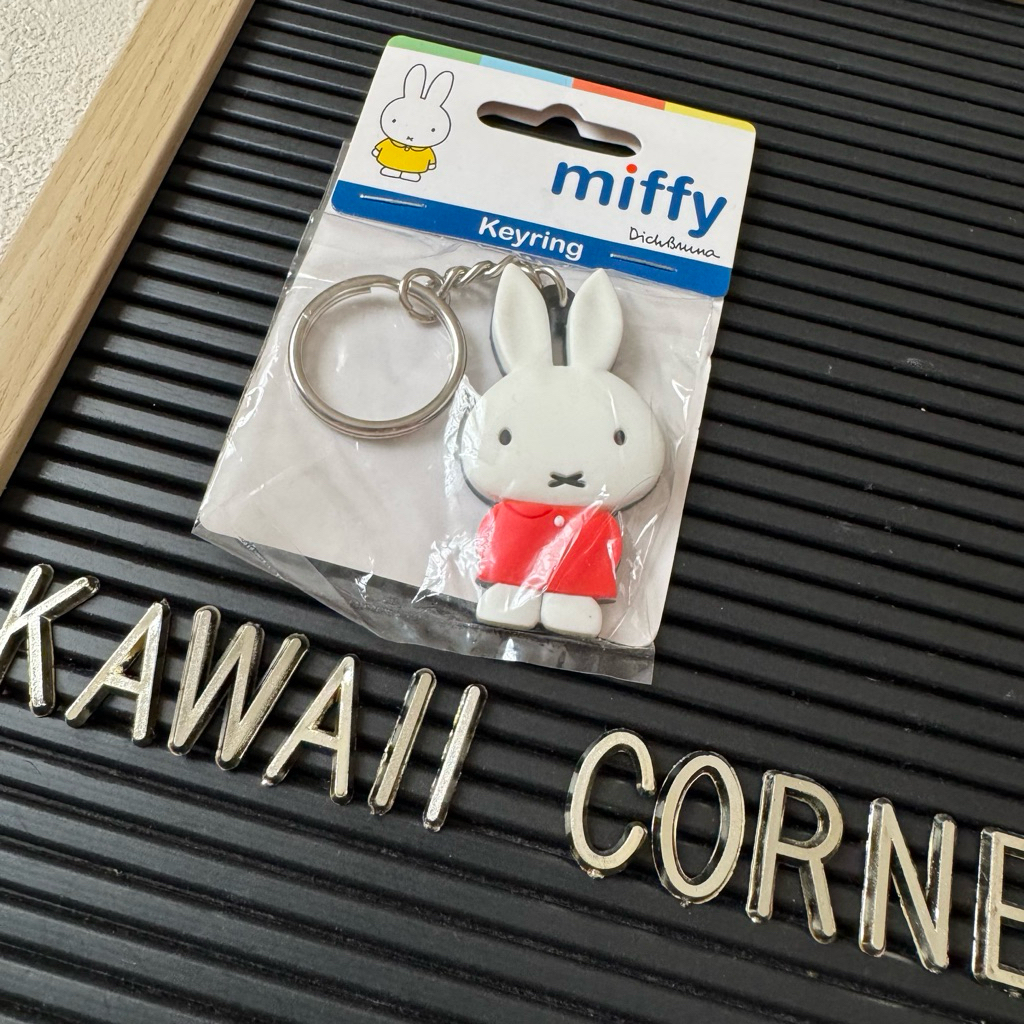 miffy
Dick Bruna
Keyring
KAWAII CORNE